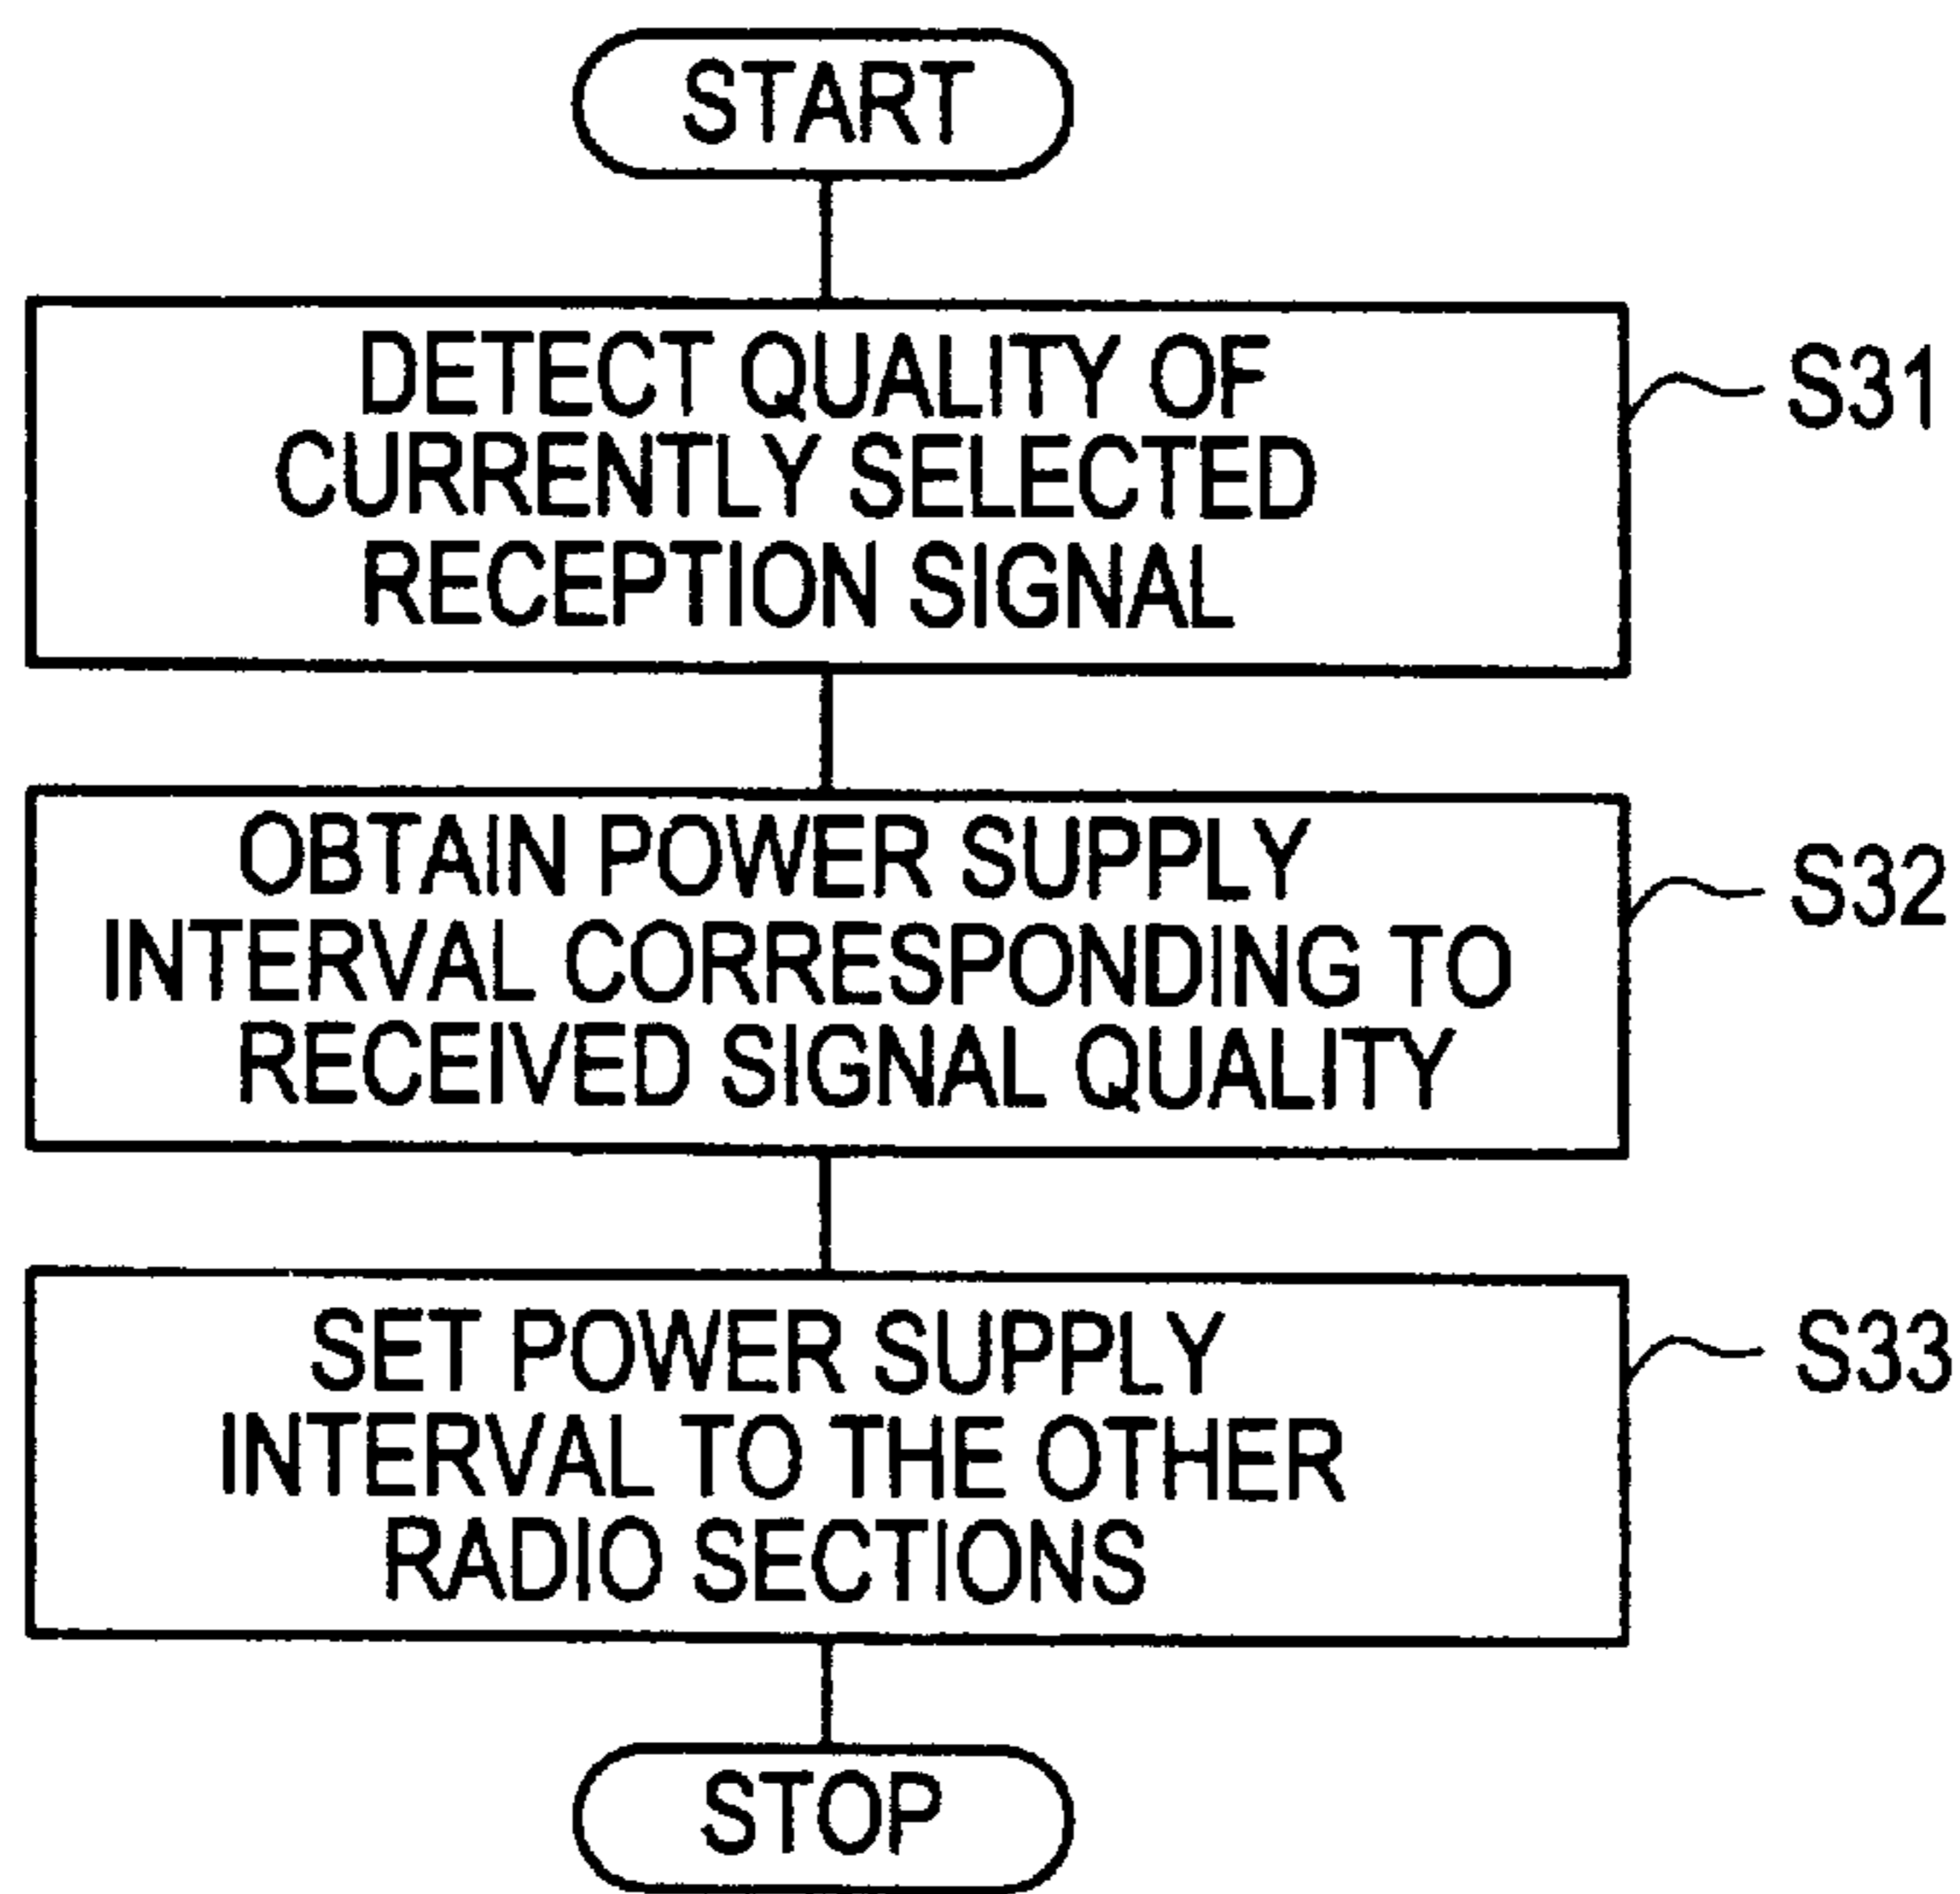 START
DETECT QUALITY OF
CURRENTLY SELECTED
RECEPTION SIGNAL
S31
OBTAIN POWER SUPPLY
INTERVAL CORRESPONDING TO
RECEIVED SIGNAL QUALITY
S32
SET POWER SUPPLY
INTERVAL TO THE OTHER
RADIO SECTIONS
S33
STOP